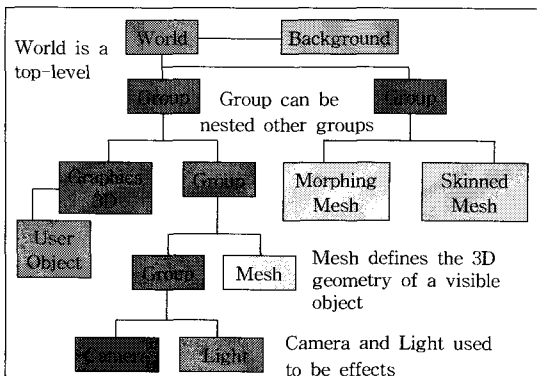 World is a
top-level
World
Background
Group
Group can be
nested other groups
Group
Graphics
3D
Group
Morphing
Mesh
Skinned
Mesh
User
Object
Group
Mesh
Mesh defines the 3D
geometry of a visible
object
Camera
Light
Camera and Light used
to be effects